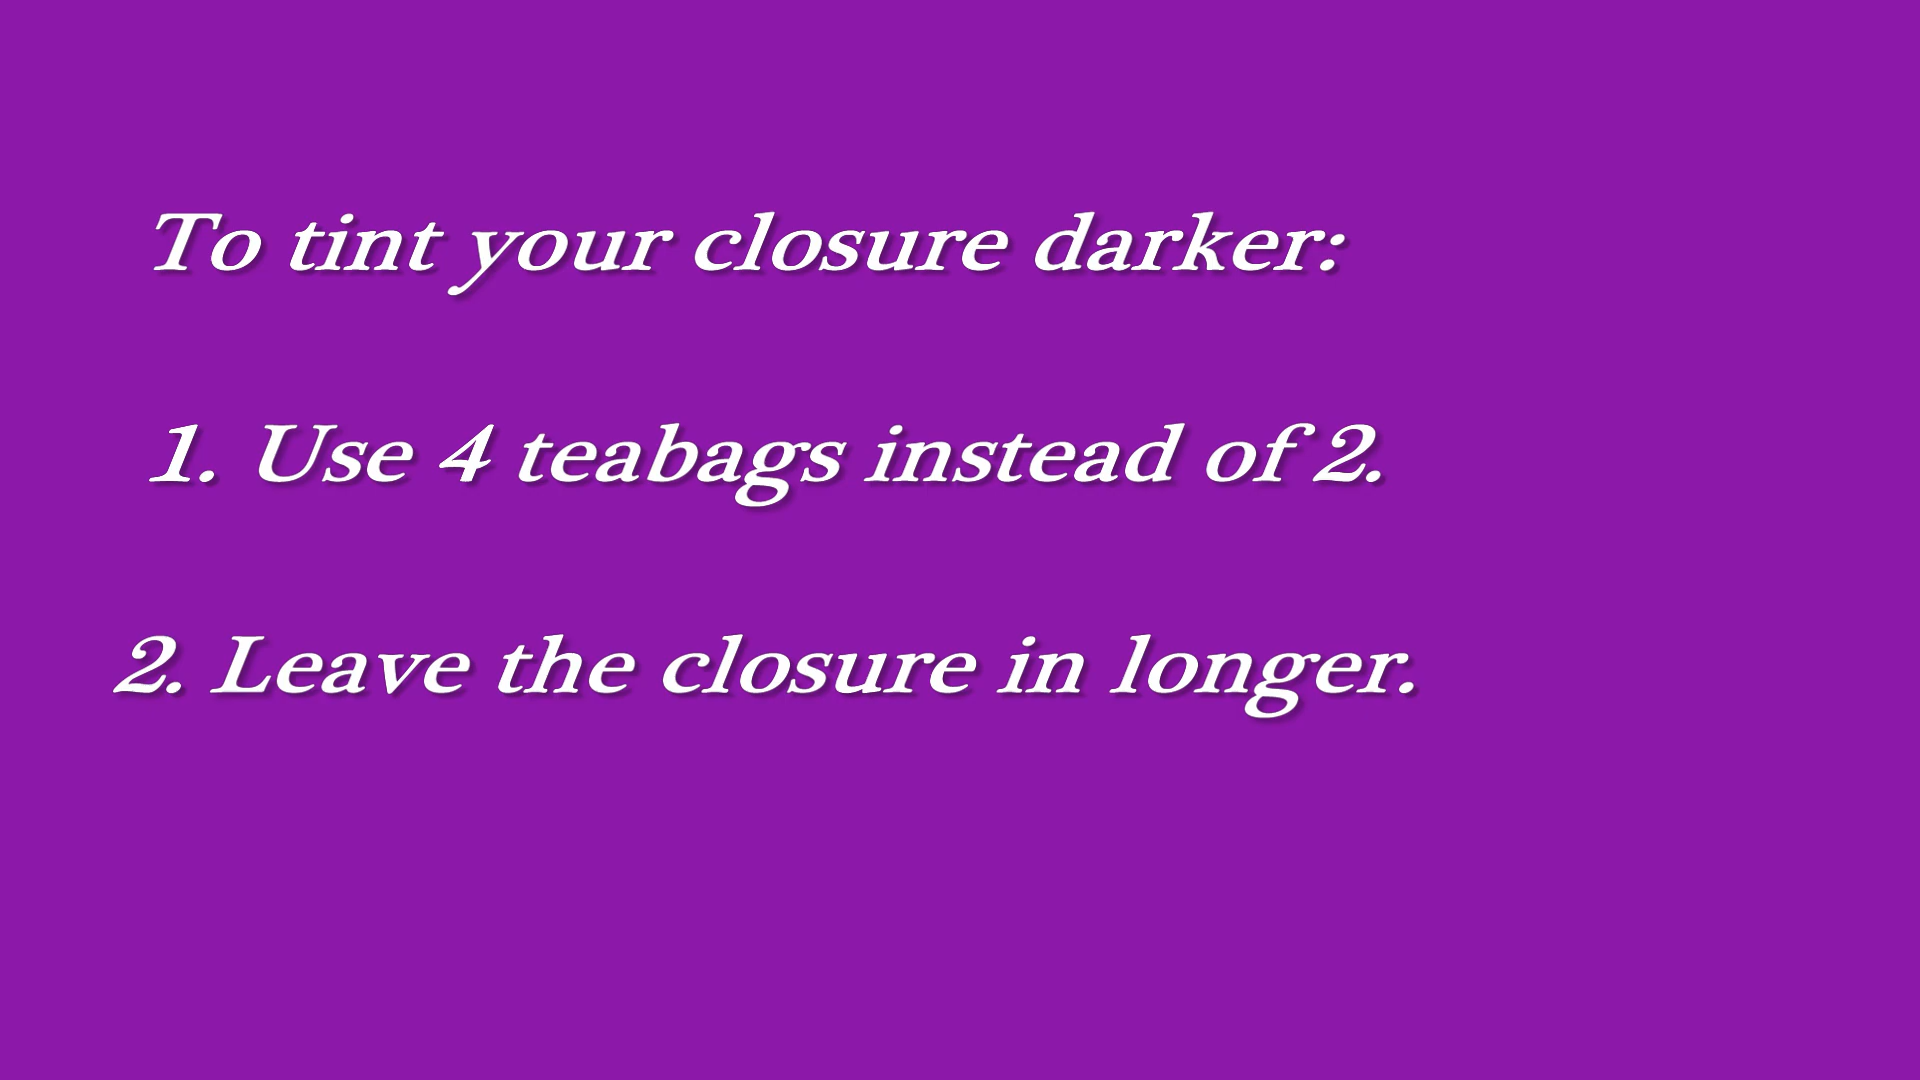 To tint your closure darker:
1. Use 4 teabags instead of 2.
2. Leave the closure in longer.